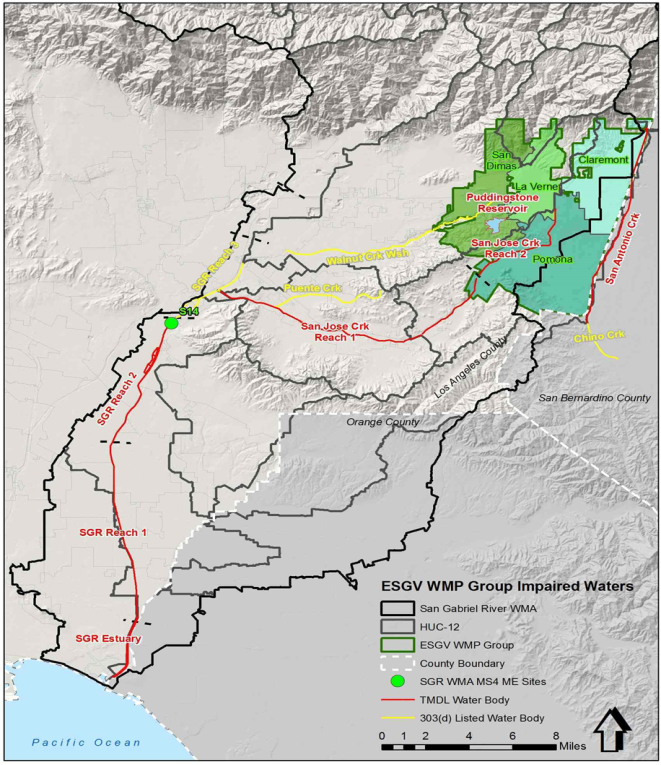 San
Dimas
La Verne
Claremont
Puddingstone
Reservoir
San Jose Crk
Reach 2
Pomona
San Antonio Crk
SGR Reach 3
Walnut Crk Wsh
Puente Crk
S14
San Jose Crk
Reach 1
Chino Crk
Los Angeles County
San Bernardino County
SGR Reach 2
Orange County
SGR Reach 1
SGR Estuary
Pacific Ocean
ESGV WMP Group Impaired Waters
San Gabriel River WMA
HUC-12
ESGV WMP Group
County Boundary
SGR WMA MS4 ME Sites
TMDL Water Body
303(d) Listed Water Body
0 1 2 4 6 8
Miles